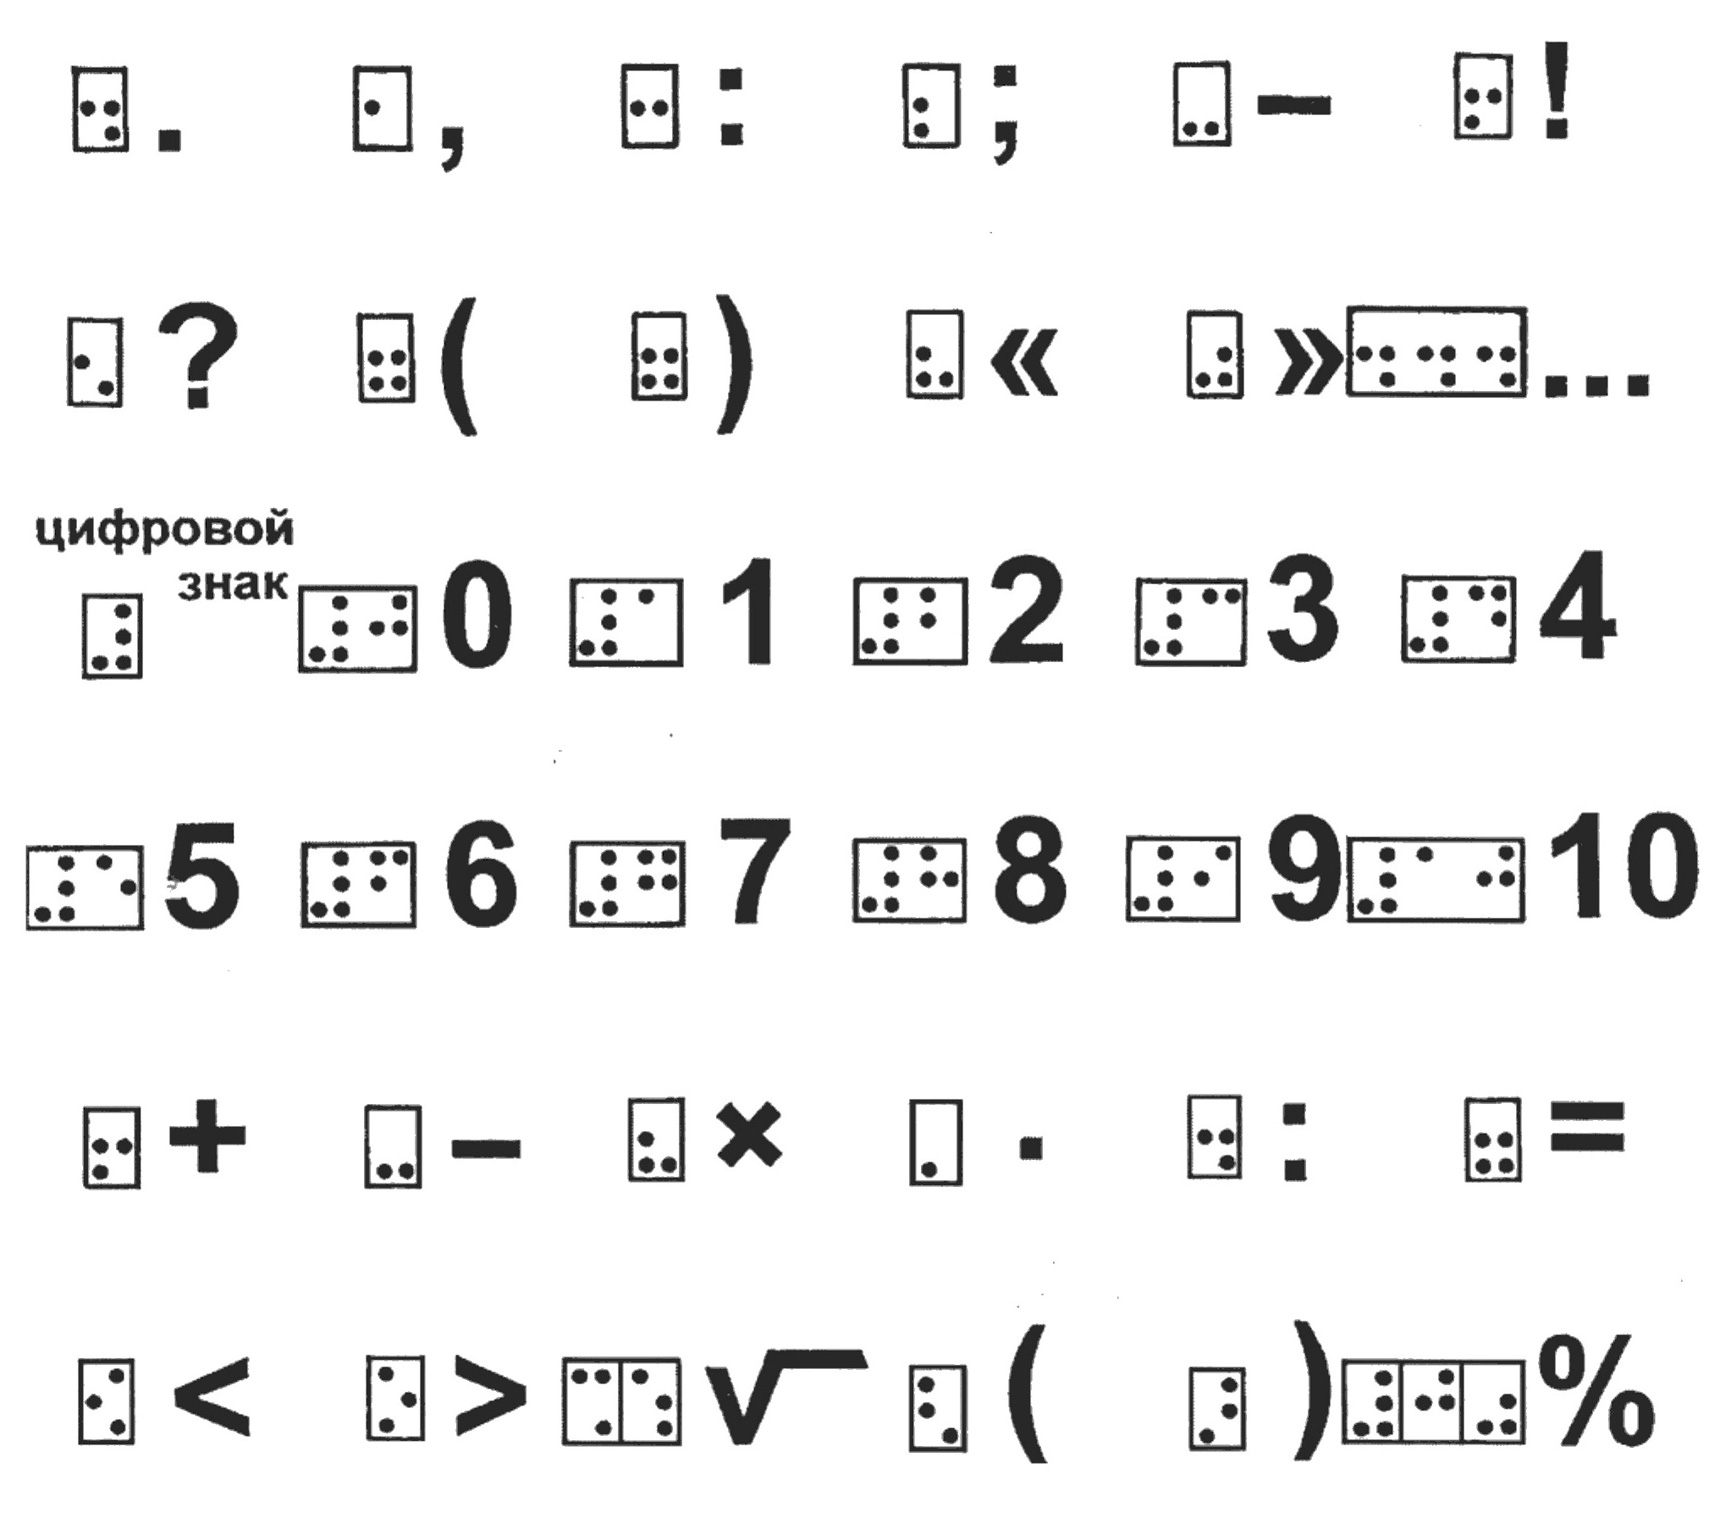 . , : ; – !
? ( ) « » ...
цифровой
знак 0 1 2 3 4
5 6 7 8 9 10
+ – × · : =
< > √ ( ) %